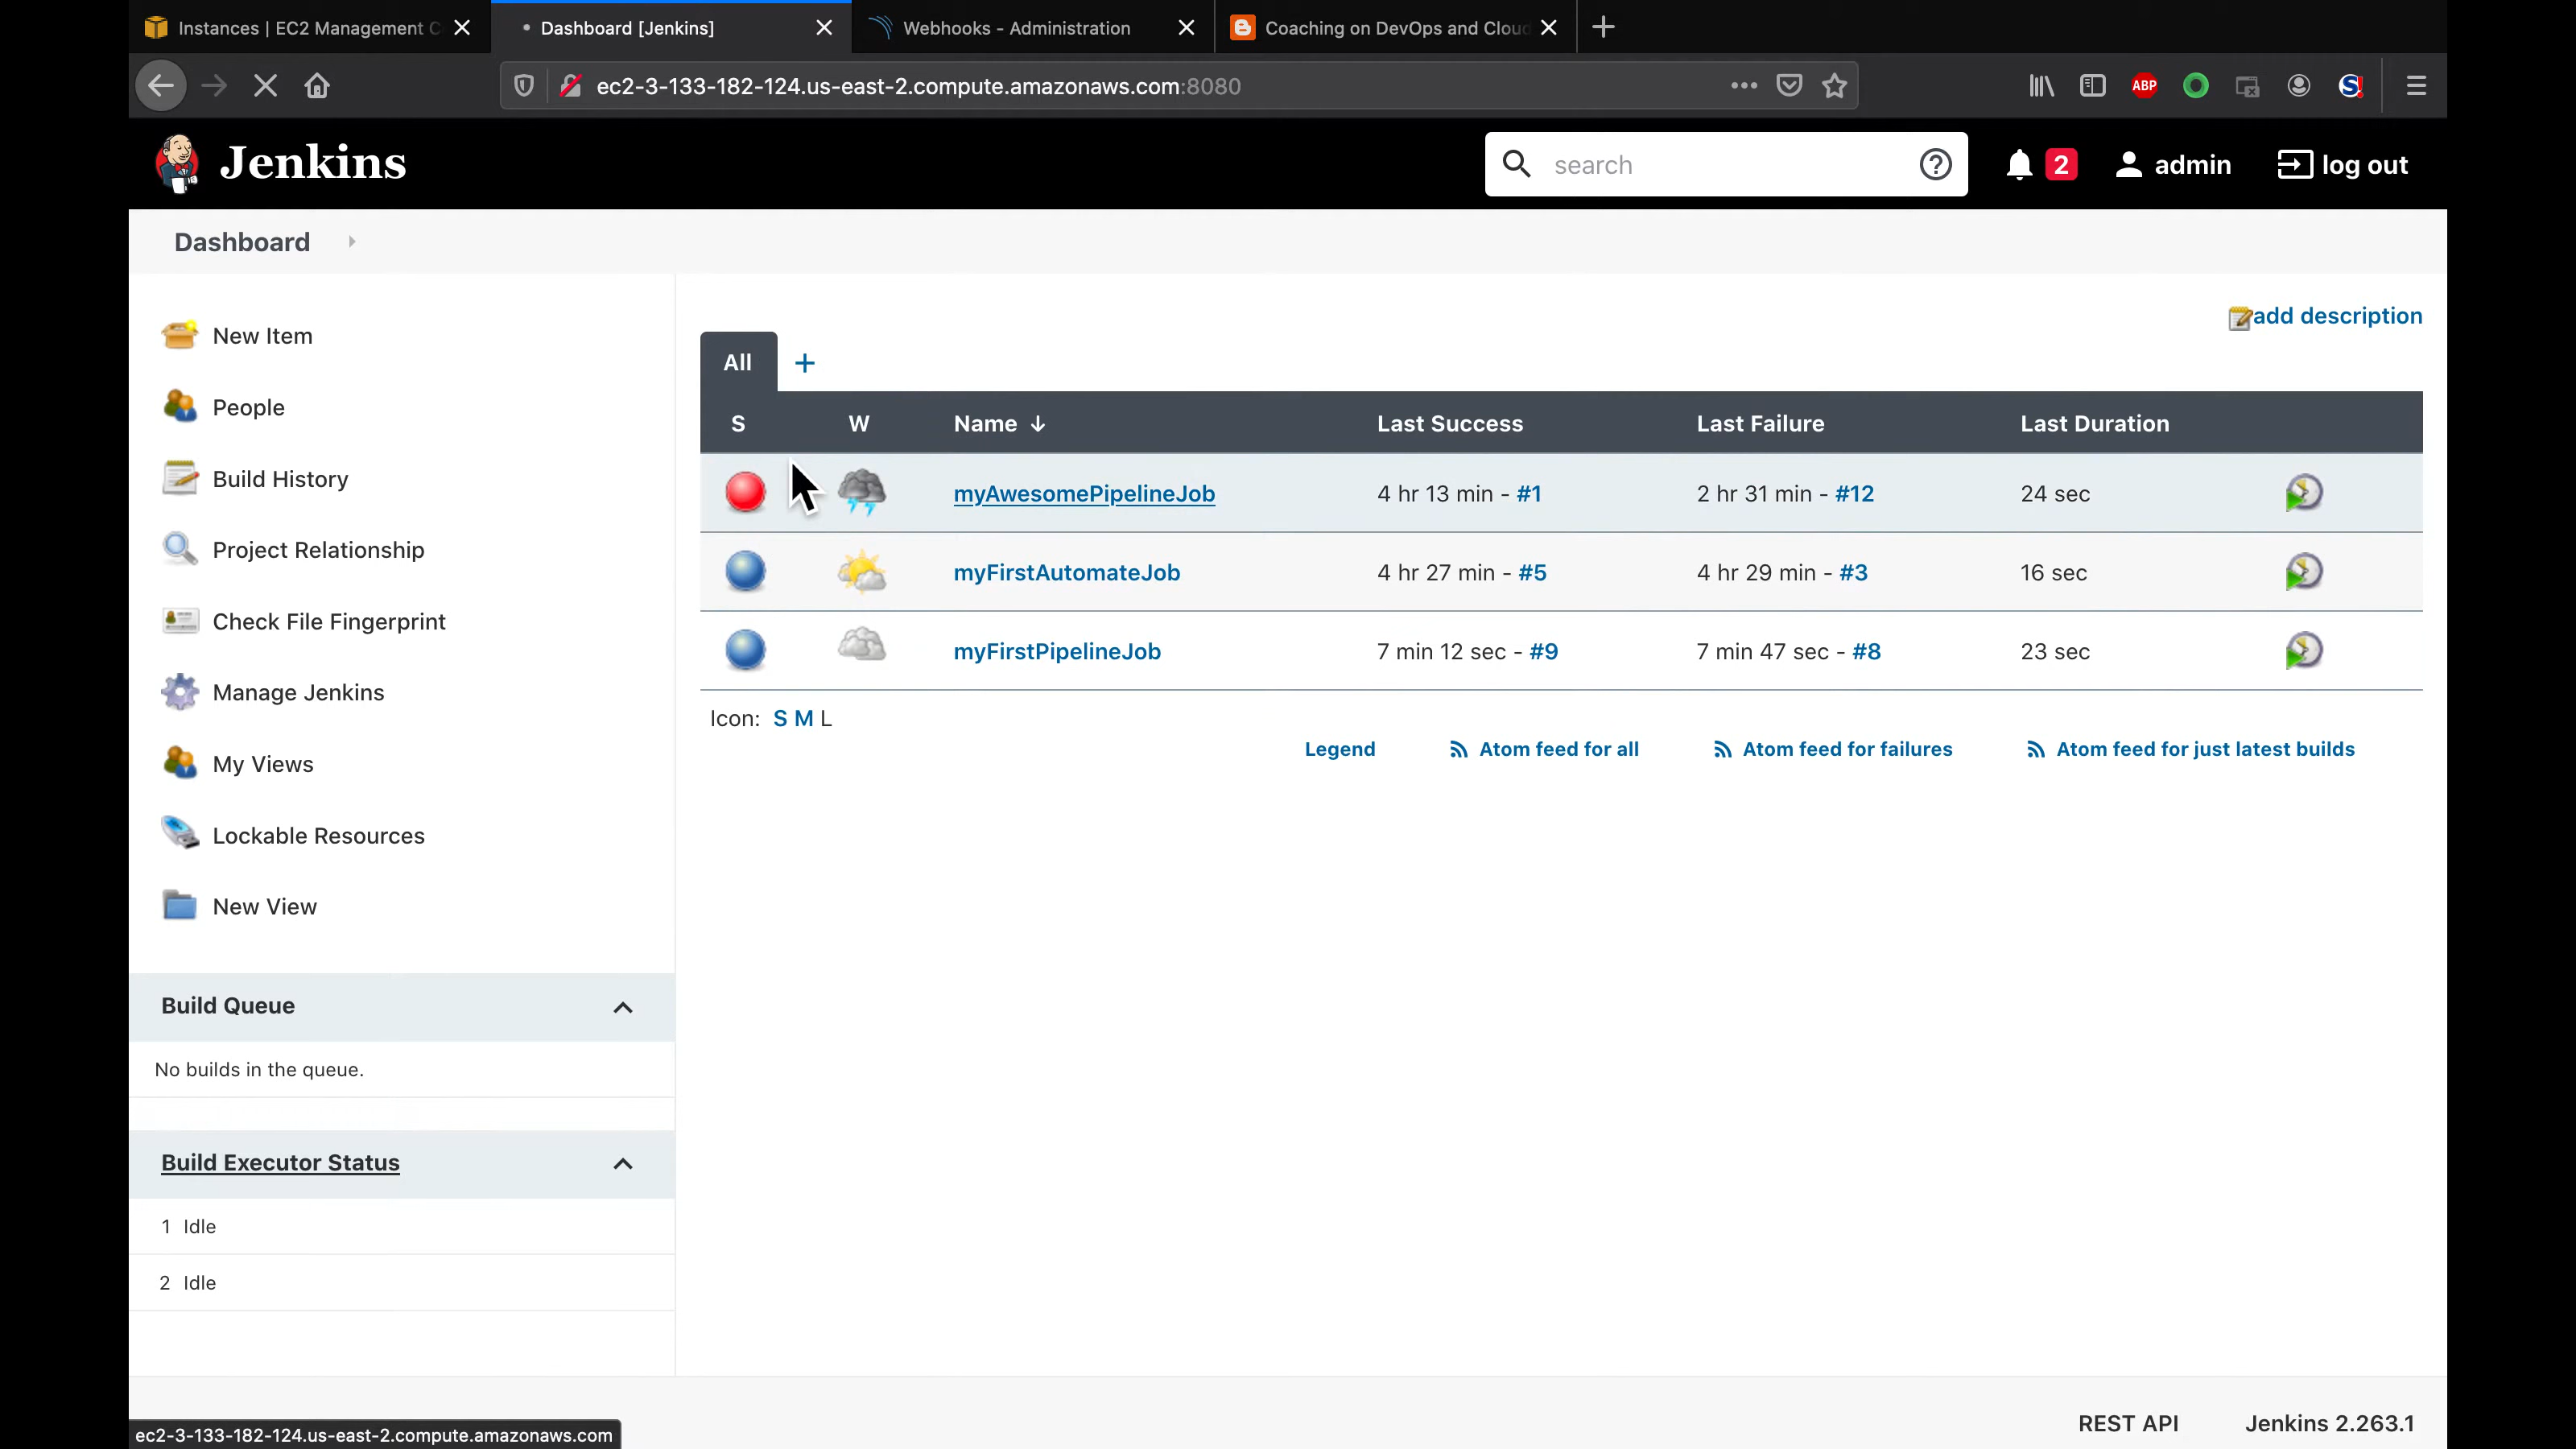 Instances | EC2 Management C
Dashboard [Jenkins]
Webhooks - Administration
Coaching on DevOps and Cloud
ec2-3-133-182-124.us-east-2.compute.amazonaws.com:8080
ABP
S!
Jenkins
search
2
admin
log out
Dashboard
New Item
People
Build History
Project Relationship
Check File Fingerprint
Manage Jenkins
My Views
Lockable Resources
New View
Build Queue
No builds in the queue.
Build Executor Status
1 Idle
2 Idle
add description
All +
S W Name ↓ Last Success Last Failure Last Duration
myAwesomePipelineJob 4 hr 13 min - #1 2 hr 31 min - #12 24 sec
myFirstAutomateJob 4 hr 27 min - #5 4 hr 29 min - #3 16 sec
myFirstPipelineJob 7 min 12 sec - #9 7 min 47 sec - #8 23 sec
Icon: S M L
Legend Atom feed for all Atom feed for failures Atom feed for just latest builds
REST API Jenkins 2.263.1
ec2-3-133-182-124.us-east-2.compute.amazonaws.com